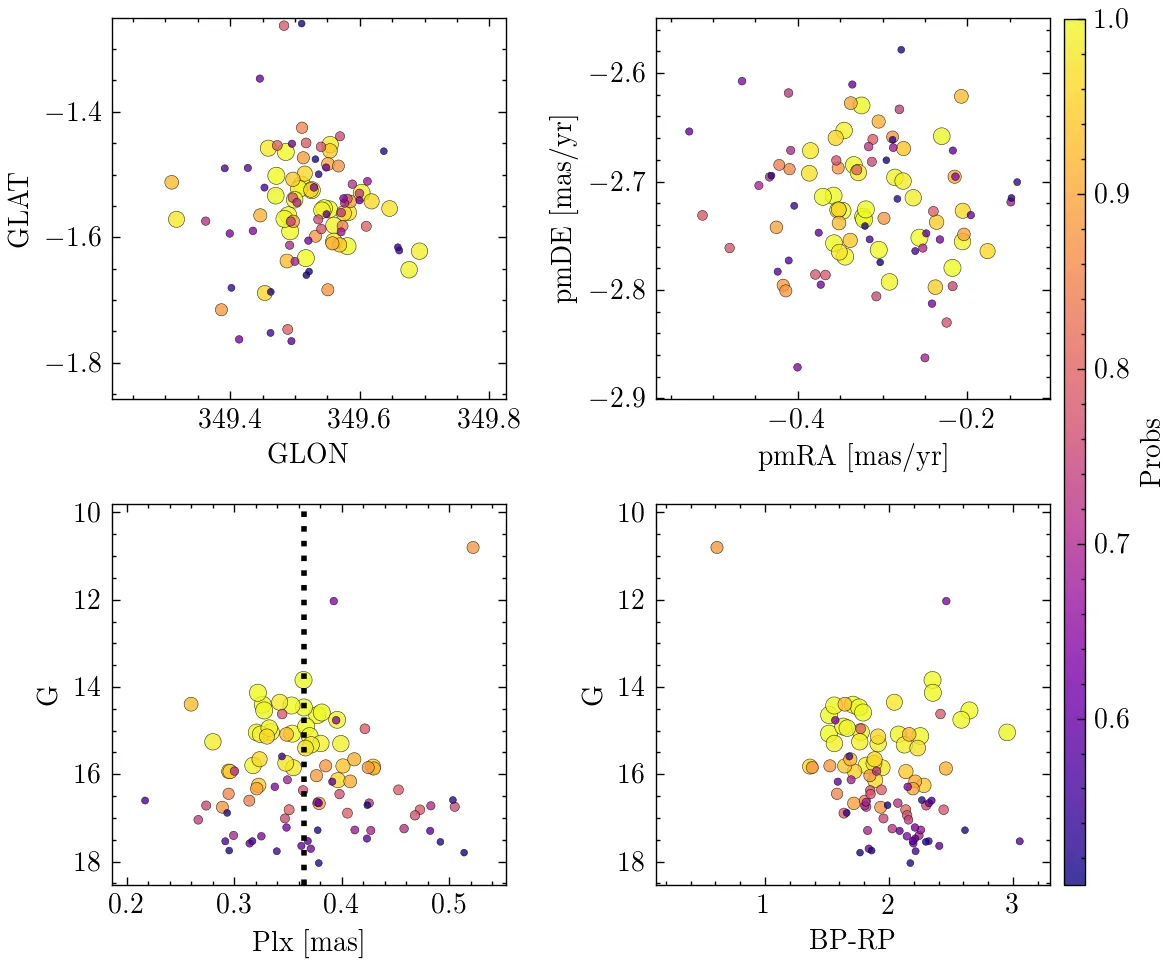 −1.4
−1.6
−1.8
GLAT
349.4 349.6 349.8
GLON
−2.6
−2.7
−2.8
−2.9
pmDE [mas/yr]
−0.4 −0.2
pmRA [mas/yr]
1.0
0.9
0.8
0.7
0.6
Probs
10
12
14
16
18
G
0.2 0.3 0.4 0.5
Plx [mas]
10
12
14
16
18
G
1 2 3
BP-RP